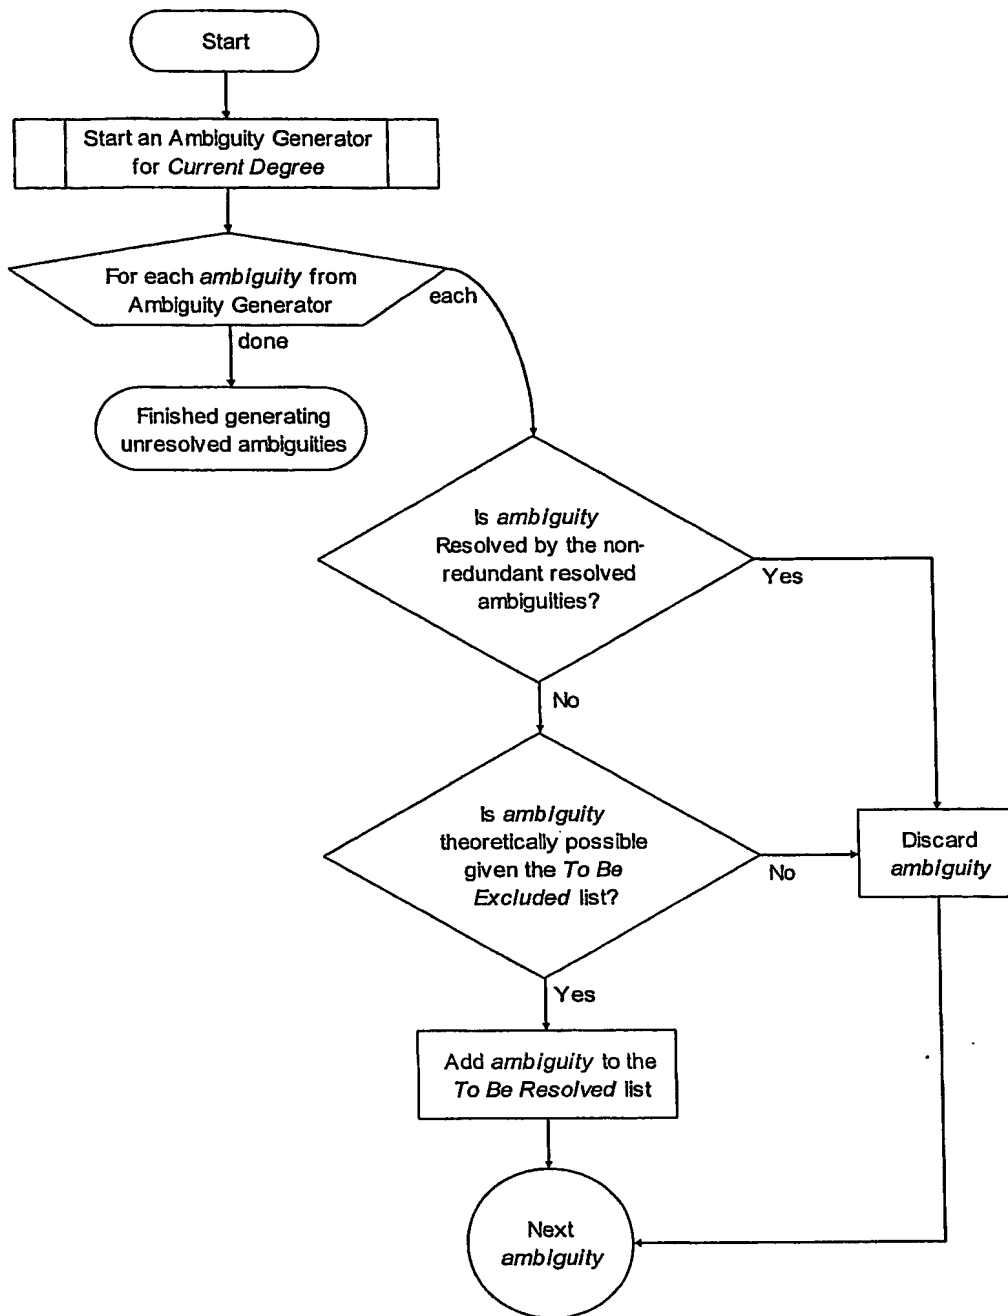 Start
Start an Ambiguity Generator
for Current Degree
For each ambiguity from
Ambiguity Generator
each
done
Finished generating
unresolved ambiguities
Is ambiguity
Resolved by the non-
redundant resolved
ambiguities?
Yes
No
Is ambiguity
theoretically possible
given the To Be
Excluded list?
No
Discard
ambiguity
Yes
Add ambiguity to the
To Be Resolved list
Next
ambiguity